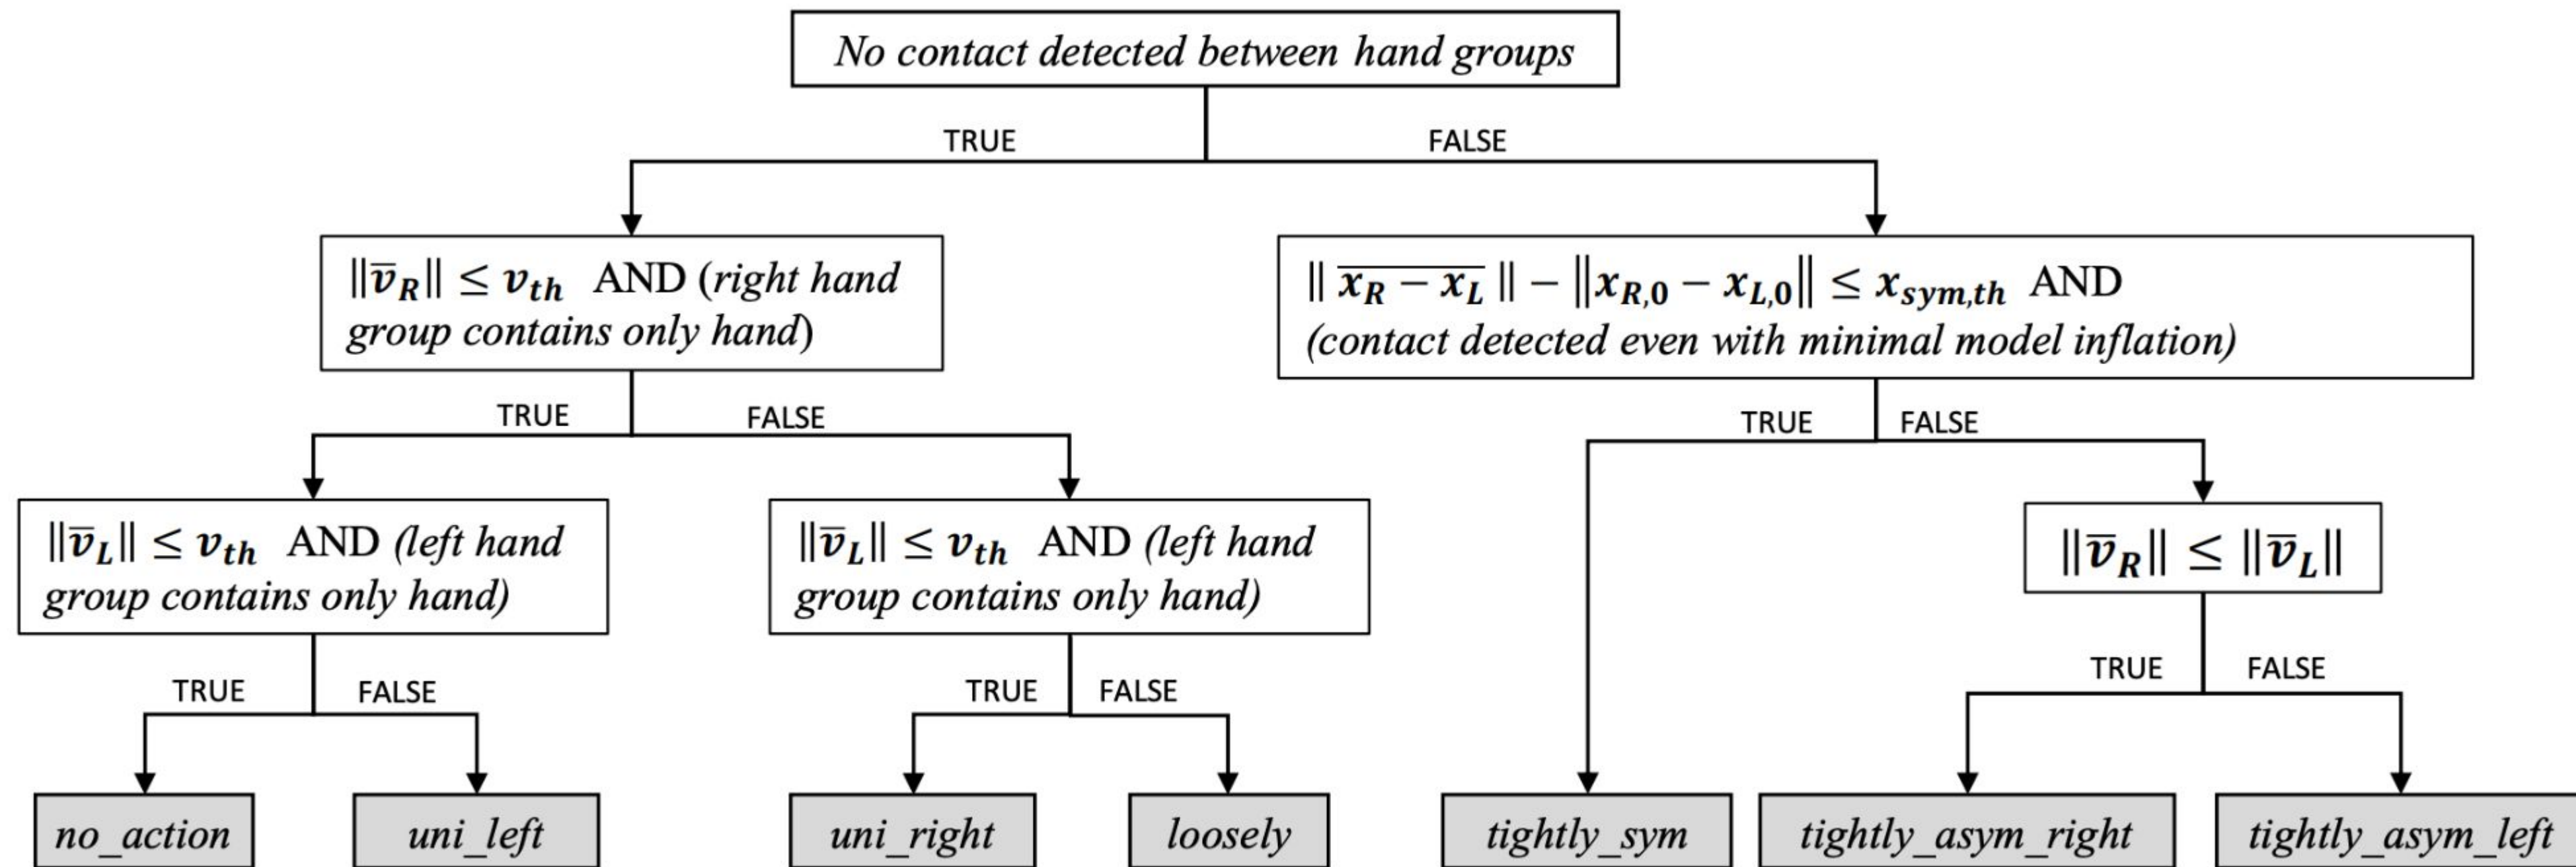 No contact detected between hand groups
TRUE
FALSE
‖v̄_R‖ ≤ v_th AND (right hand
group contains only hand)
‖ x̄_R − x̄_L ‖ − ‖x_R,0 − x_L,0‖ ≤ x_sym,th AND
(contact detected even with minimal model inflation)
TRUE
FALSE
TRUE
FALSE
‖v̄_L‖ ≤ v_th AND (left hand
group contains only hand)
‖v̄_L‖ ≤ v_th AND (left hand
group contains only hand)
‖v̄_R‖ ≤ ‖v̄_L‖
TRUE
FALSE
TRUE
FALSE
TRUE
FALSE
no_action
uni_left
uni_right
loosely
tightly_sym
tightly_asym_right
tightly_asym_left